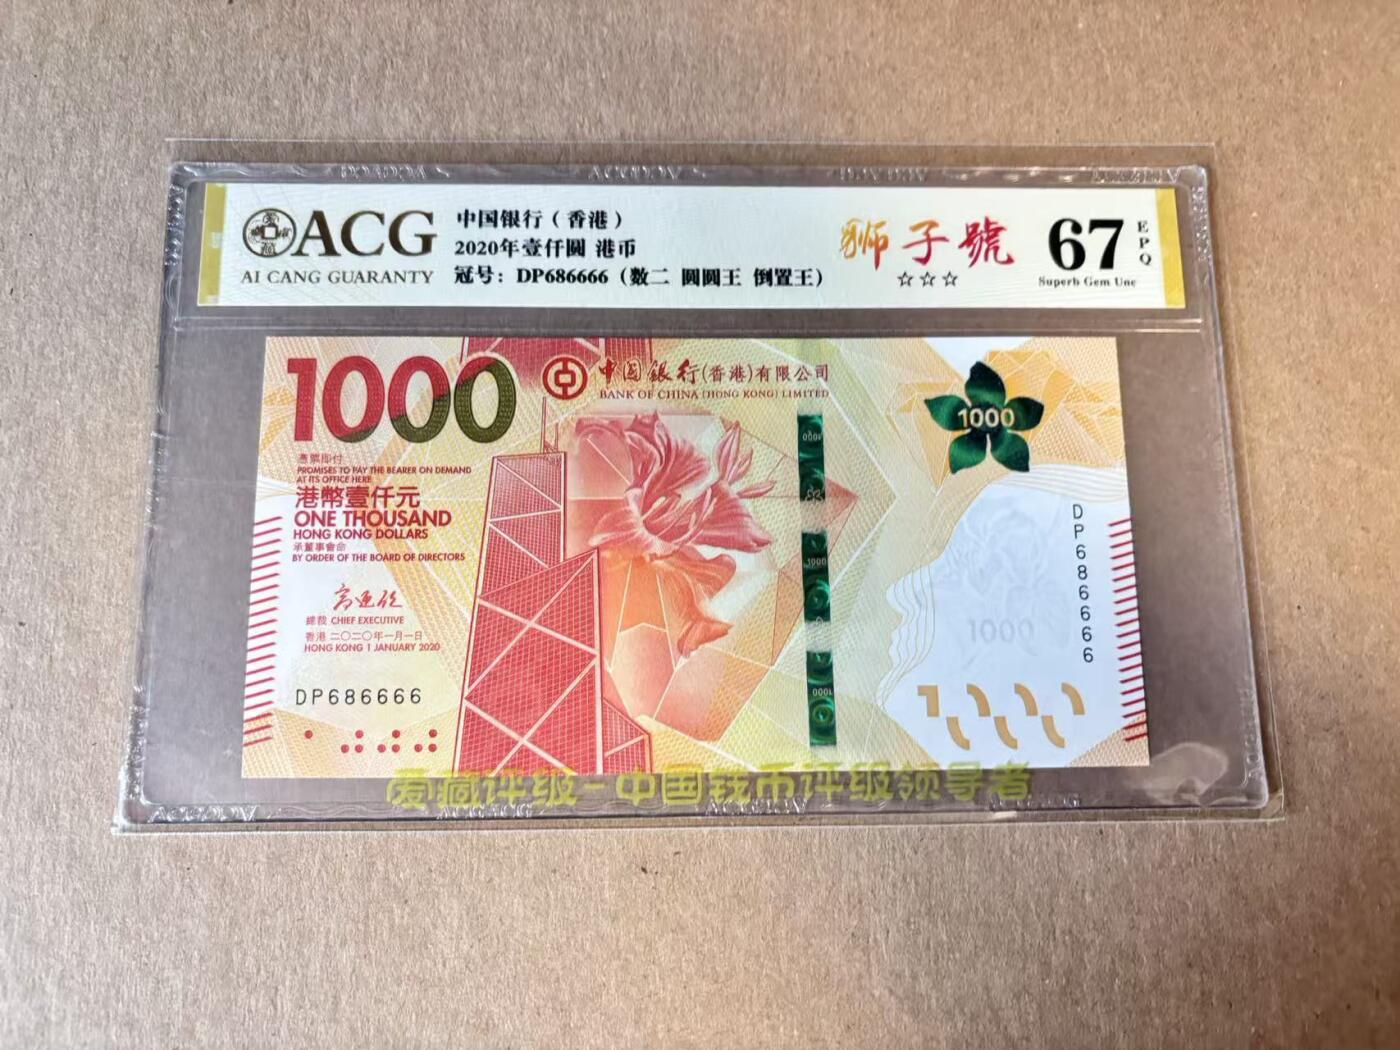 ACG
AI CANG GUARANTY
中国银行（香港）
2020年壹仟圆 港币
冠号：DP686666（数二 圆圆王 倒置王）
狮子號
☆☆☆
67
EPQ
Superb Gem Unc
1000
中国銀行(香港)有限公司
BANK OF CHINA (HONG KONG) LIMITED
1000
憑票即付
PROMISES TO PAY THE BEARER ON DEMAND
AT ITS OFFICE HERE
港幣壹仟元
ONE THOUSAND
HONG KONG DOLLARS
承董事會命
BY ORDER OF THE BOARD OF DIRECTORS
總裁 CHIEF EXECUTIVE
香港 二〇二〇年一月一日
HONG KONG 1 JANUARY 2020
DP686666
1000
1000
1000
DP686666
1000
爱藏评级-中国钱币评级领导者